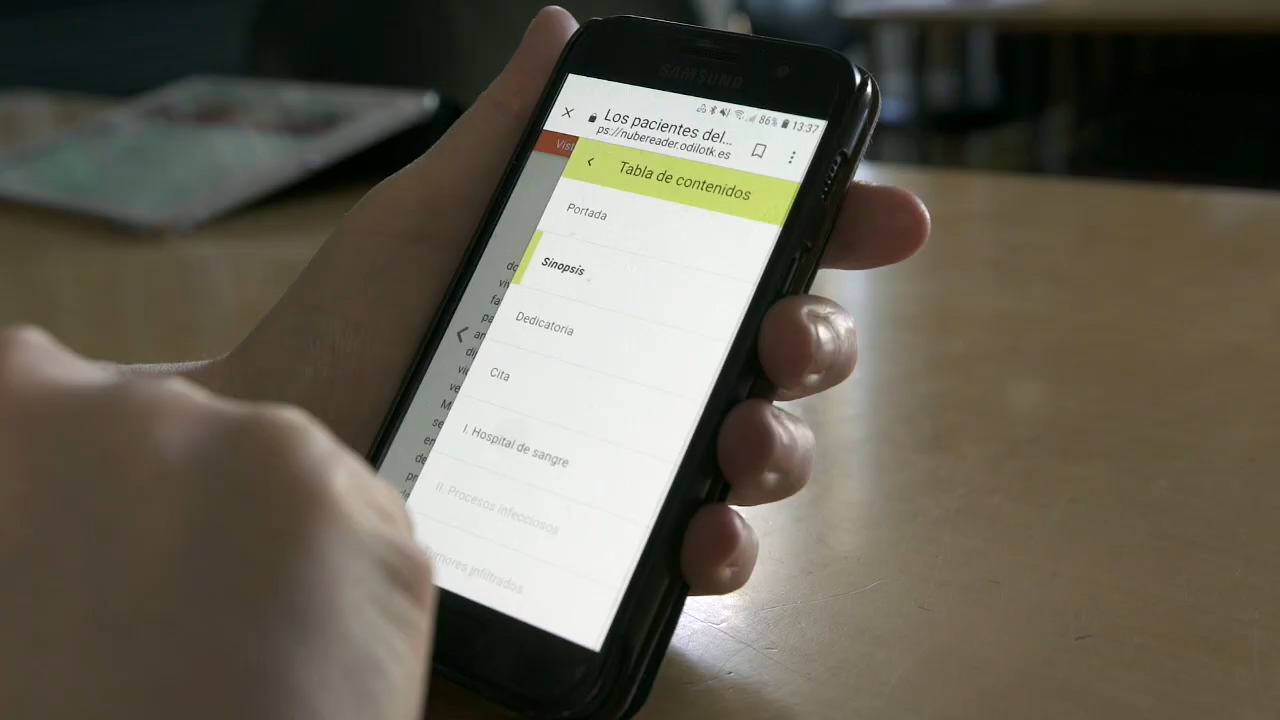 SAMSUNG
86% 13:37
Los pacientes del...
ps://nubereader.odilotk.es
Vist
Tabla de contenidos
Portada
Sinopsis
Dedicatoria
Cita
I. Hospital de sangre
II. Procesos infecciosos
Tumores infiltrados